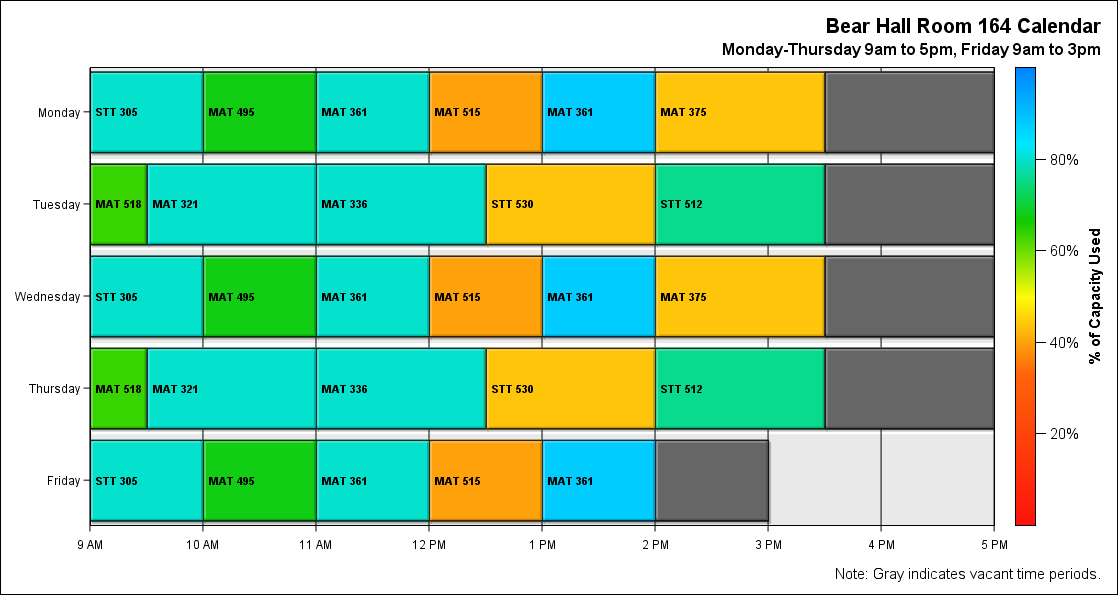 Bear Hall Room 164 Calendar
Monday-Thursday 9am to 5pm, Friday 9am to 3pm
Monday
STT 305
MAT 495
MAT 361
MAT 515
MAT 361
MAT 375
Tuesday
MAT 518
MAT 321
MAT 336
STT 530
STT 512
Wednesday
STT 305
MAT 495
MAT 361
MAT 515
MAT 361
MAT 375
Thursday
MAT 518
MAT 321
MAT 336
STT 530
STT 512
Friday
STT 305
MAT 495
MAT 361
MAT 515
MAT 361
9 AM
10 AM
11 AM
12 PM
1 PM
2 PM
3 PM
4 PM
5 PM
80%
60%
40%
20%
% of Capacity Used
Note: Gray indicates vacant time periods.